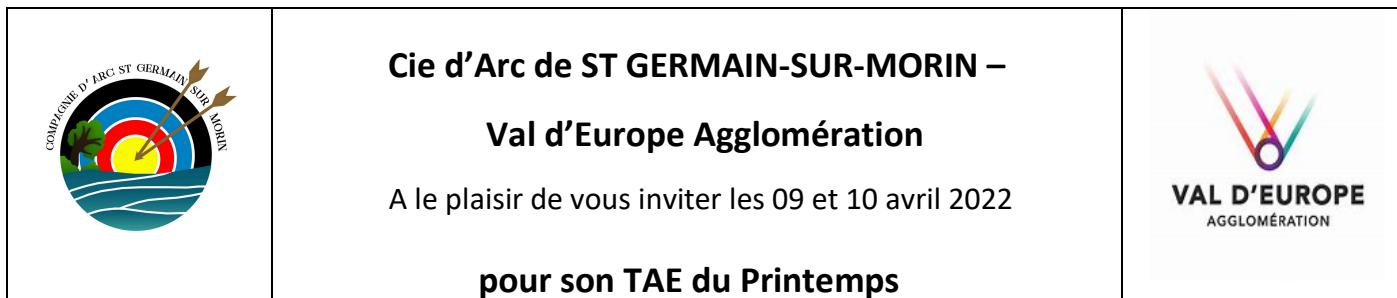 COMPAGNIE D'ARC ST GERMAIN SUR MORIN
Cie d'Arc de ST GERMAIN-SUR-MORIN –
Val d'Europe Agglomération
A le plaisir de vous inviter les 09 et 10 avril 2022
pour son TAE du Printemps
VAL D'EUROPE
AGGLOMÉRATION